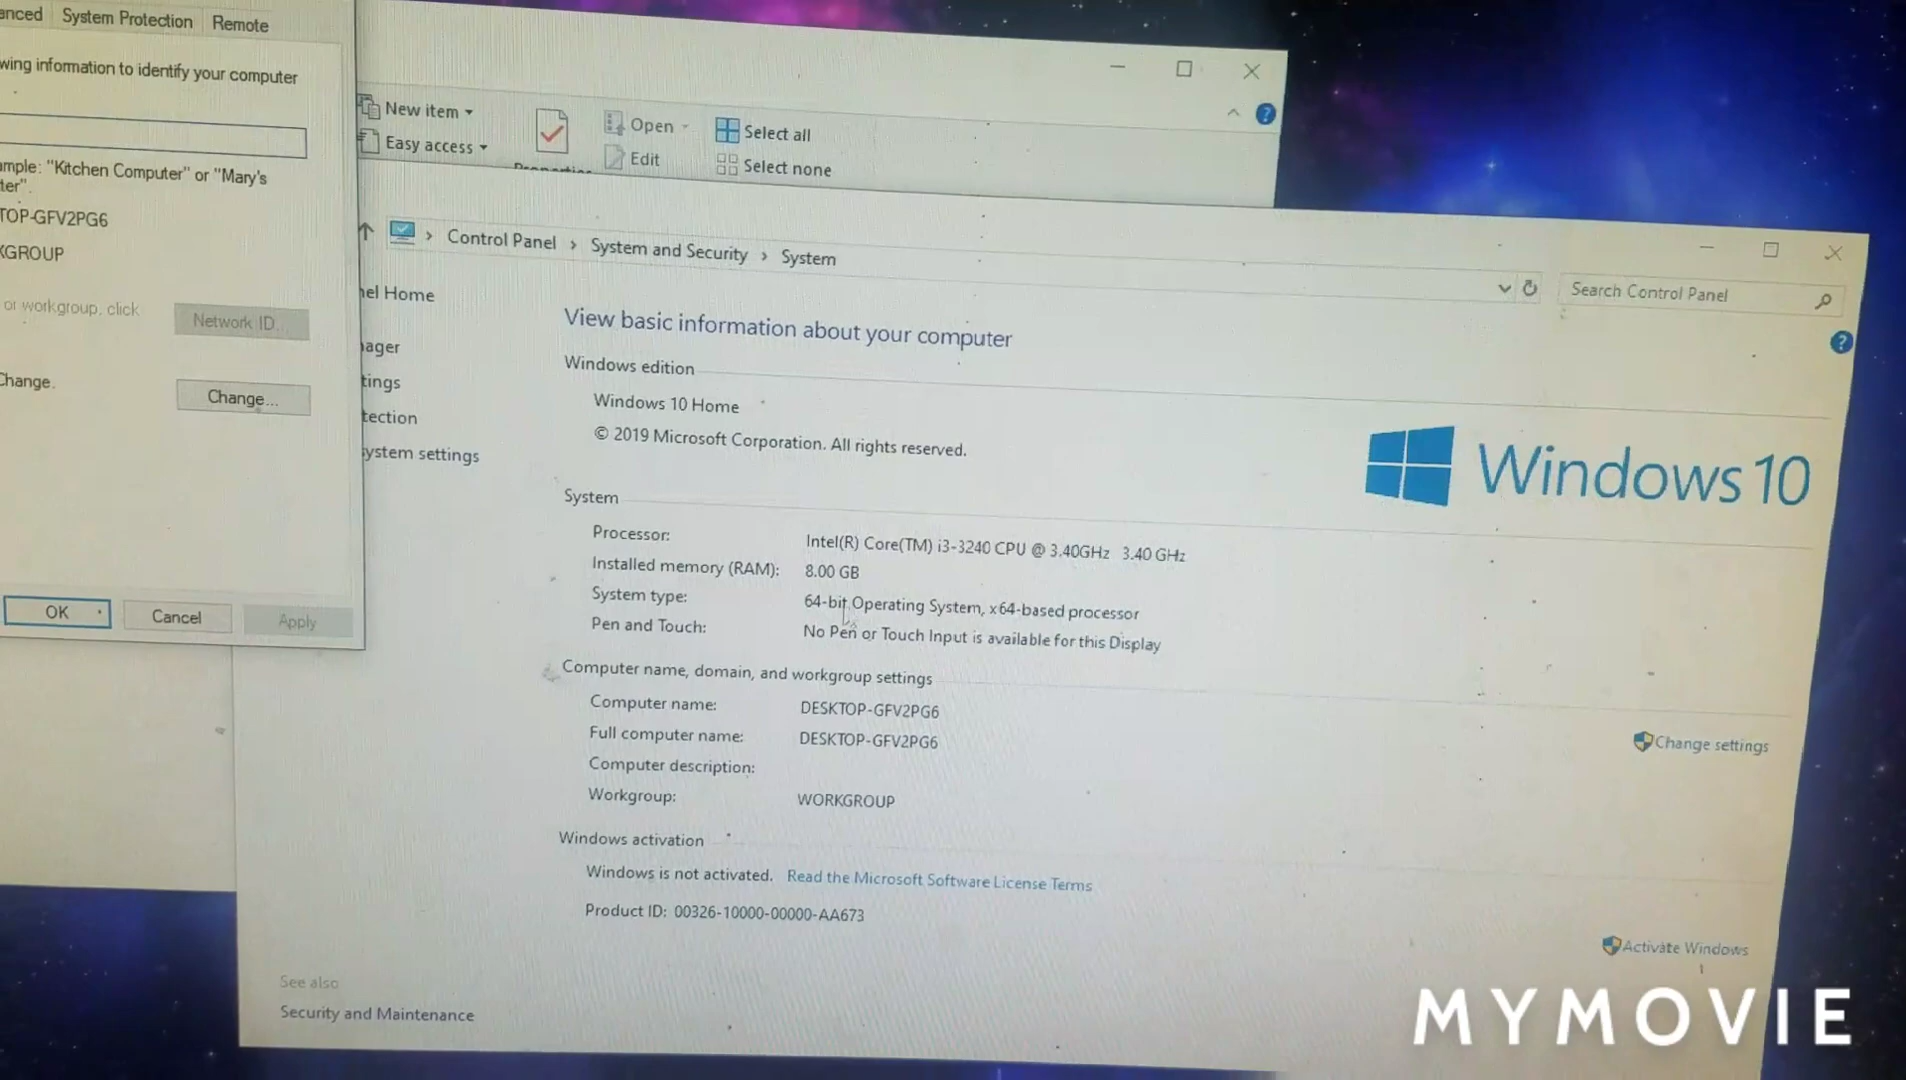 anced System Protection Remote
wing information to identify your computer
ample: "Kitchen Computer" or "Mary's
ter".
TOP-GFV2PG6
KGROUP
or workgroup, click
Network ID...
Change.
Change...
OK Cancel Apply
New item
Easy access
Properties
Open
Edit
Select all
Select none
Control Panel › System and Security › System
Search Control Panel
nel Home
ager
tings
tection
system settings
View basic information about your computer
Windows edition
Windows 10 Home
© 2019 Microsoft Corporation. All rights reserved.
Windows 10
System
Processor: Intel(R) Core(TM) i3-3240 CPU @ 3.40GHz 3.40 GHz
Installed memory (RAM): 8.00 GB
System type: 64-bit Operating System, x64-based processor
Pen and Touch: No Pen or Touch Input is available for this Display
Computer name, domain, and workgroup settings
Computer name: DESKTOP-GFV2PG6
Full computer name: DESKTOP-GFV2PG6
Computer description:
Workgroup: WORKGROUP
Change settings
Windows activation
Windows is not activated. Read the Microsoft Software License Terms
Product ID: 00326-10000-00000-AA673
Activate Windows
See also
Security and Maintenance
MYMOVIE